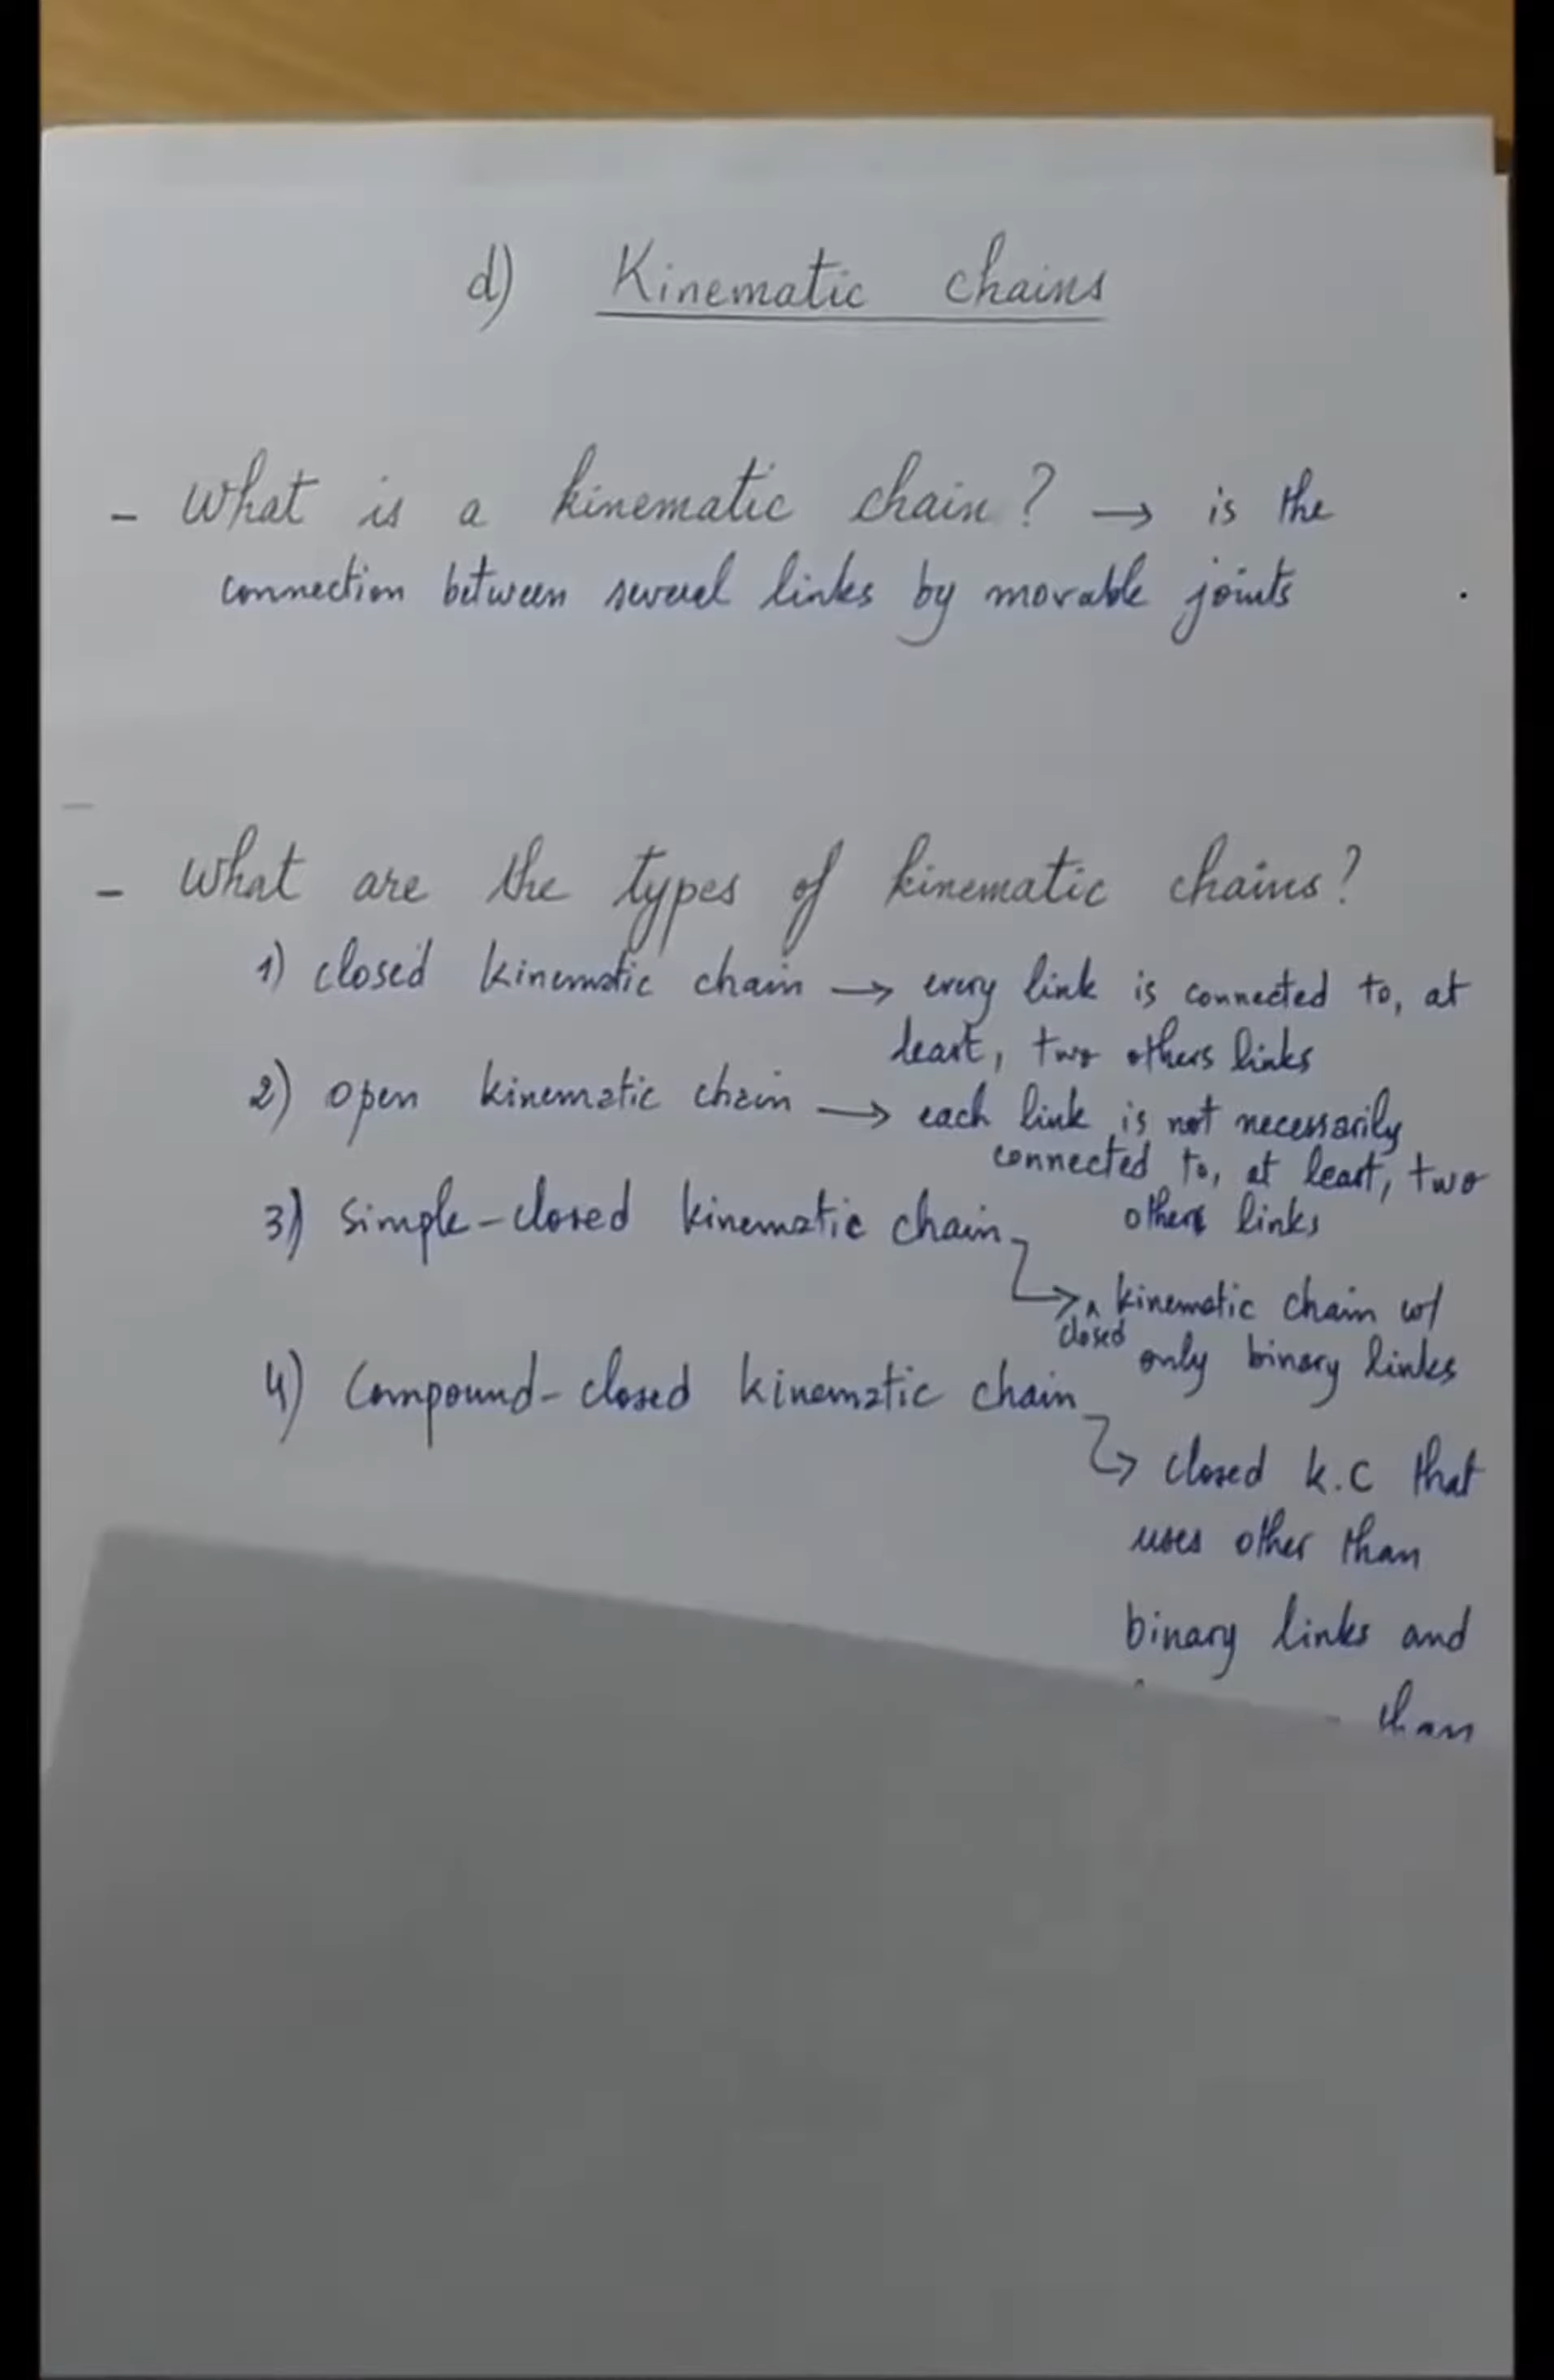 d) Kinematic chains
- What is a kinematic chain? → is the
connection between several links by movable joints
- What are the types of kinematic chains?
1) closed kinematic chain → every link is connected to, at
least, two others links
2) open kinematic chain → each link is not necessarily
connected to, at least, two
others links
3) simple-closed kinematic chain
→ closed kinematic chain w/
only binary links
4) Compound-closed kinematic chain
→ closed k.c that
uses other than
binary links and
than